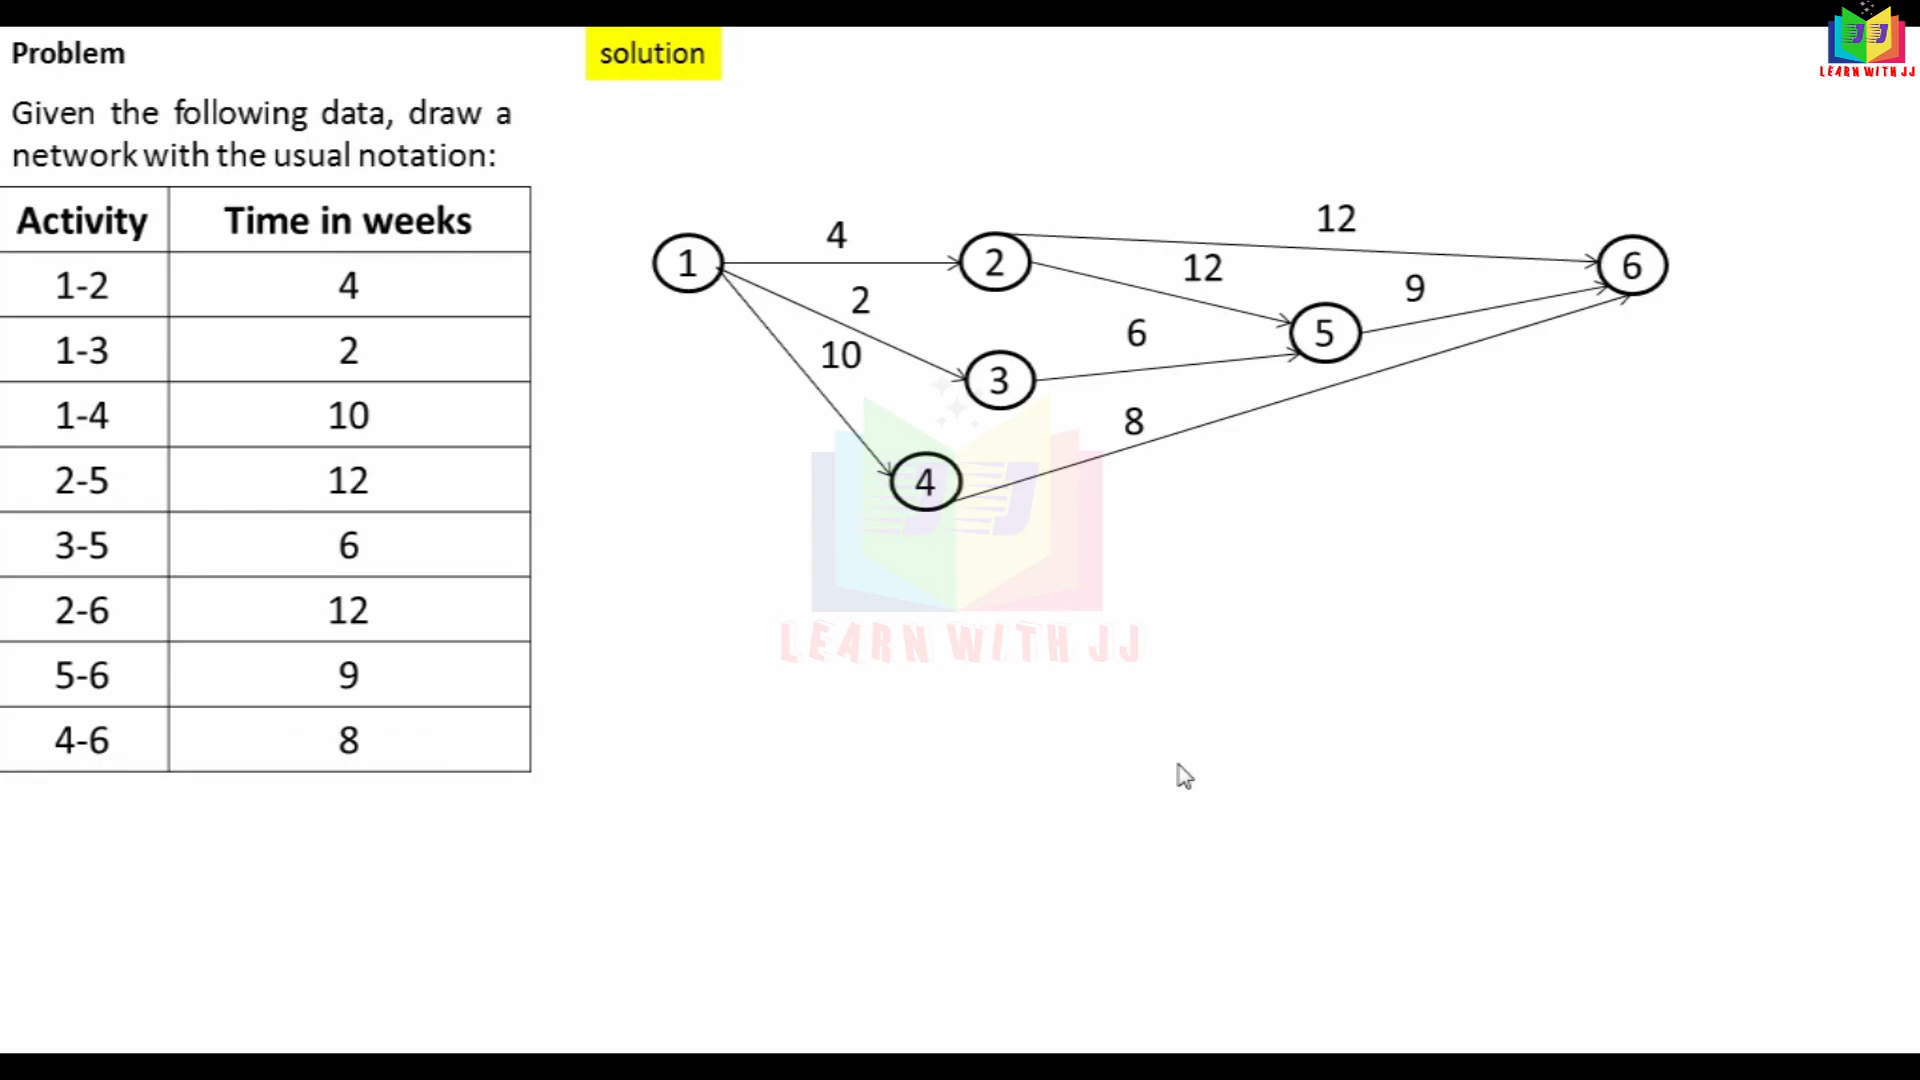 Problem
solution
LEARN WITH JJ
Given the following data, draw a
network with the usual notation:
Activity Time in weeks
1-2 4
1-3 2
1-4 10
2-5 12
3-5 6
2-6 12
5-6 9
4-6 8
12
4
1
2
6
12
9
2
6
5
10
3
8
4
JJ
LEARN WITH JJ